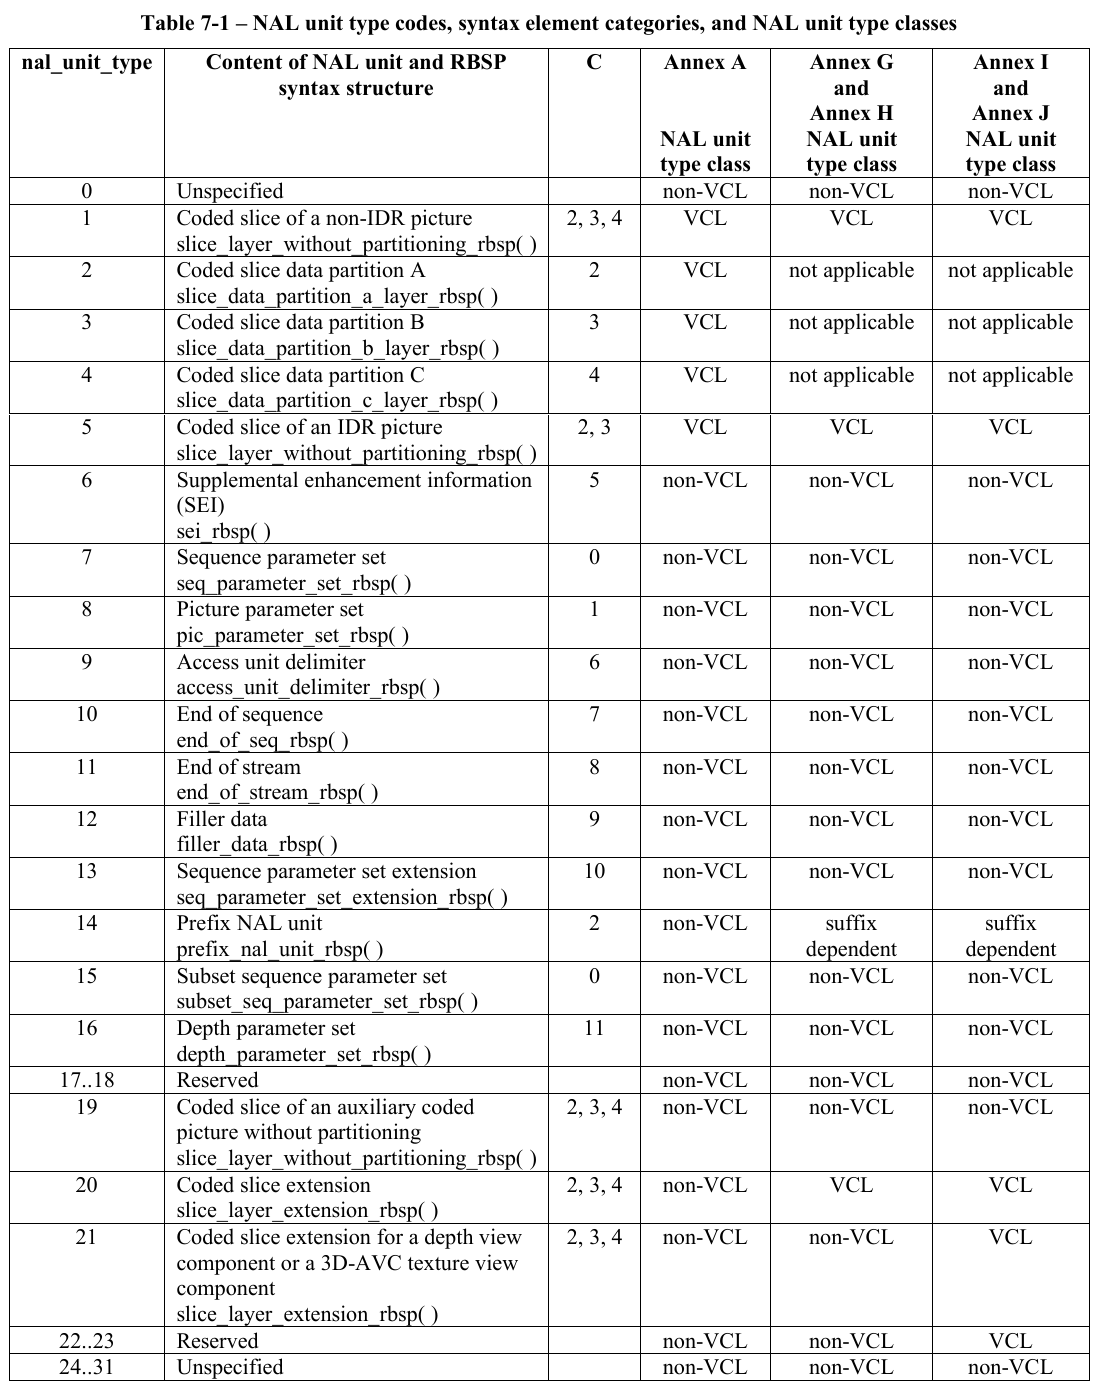 Table 7-1 – NAL unit type codes, syntax element categories, and NAL unit type classes
nal_unit_type Content of NAL unit and RBSP syntax structure C Annex A NAL unit type class Annex G and Annex H NAL unit type class Annex I and Annex J NAL unit type class
0 Unspecified non-VCL non-VCL non-VCL
1 Coded slice of a non-IDR picture 2, 3, 4 VCL VCL VCL
slice_layer_without_partitioning_rbsp( )
2 Coded slice data partition A 2 VCL not applicable not applicable
slice_data_partition_a_layer_rbsp( )
3 Coded slice data partition B 3 VCL not applicable not applicable
slice_data_partition_b_layer_rbsp( )
4 Coded slice data partition C 4 VCL not applicable not applicable
slice_data_partition_c_layer_rbsp( )
5 Coded slice of an IDR picture 2, 3 VCL VCL VCL
slice_layer_without_partitioning_rbsp( )
6 Supplemental enhancement information 5 non-VCL non-VCL non-VCL
(SEI)
sei_rbsp( )
7 Sequence parameter set 0 non-VCL non-VCL non-VCL
seq_parameter_set_rbsp( )
8 Picture parameter set 1 non-VCL non-VCL non-VCL
pic_parameter_set_rbsp( )
9 Access unit delimiter 6 non-VCL non-VCL non-VCL
access_unit_delimiter_rbsp( )
10 End of sequence 7 non-VCL non-VCL non-VCL
end_of_seq_rbsp( )
11 End of stream 8 non-VCL non-VCL non-VCL
end_of_stream_rbsp( )
12 Filler data 9 non-VCL non-VCL non-VCL
filler_data_rbsp( )
13 Sequence parameter set extension 10 non-VCL non-VCL non-VCL
seq_parameter_set_extension_rbsp( )
14 Prefix NAL unit 2 non-VCL suffix suffix
prefix_nal_unit_rbsp( ) dependent dependent
15 Subset sequence parameter set 0 non-VCL non-VCL non-VCL
subset_seq_parameter_set_rbsp( )
16 Depth parameter set 11 non-VCL non-VCL non-VCL
depth_parameter_set_rbsp( )
17..18 Reserved non-VCL non-VCL non-VCL
19 Coded slice of an auxiliary coded 2, 3, 4 non-VCL non-VCL non-VCL
picture without partitioning
slice_layer_without_partitioning_rbsp( )
20 Coded slice extension 2, 3, 4 non-VCL VCL VCL
slice_layer_extension_rbsp( )
21 Coded slice extension for a depth view 2, 3, 4 non-VCL non-VCL VCL
component or a 3D-AVC texture view
component
slice_layer_extension_rbsp( )
22..23 Reserved non-VCL non-VCL VCL
24..31 Unspecified non-VCL non-VCL non-VCL